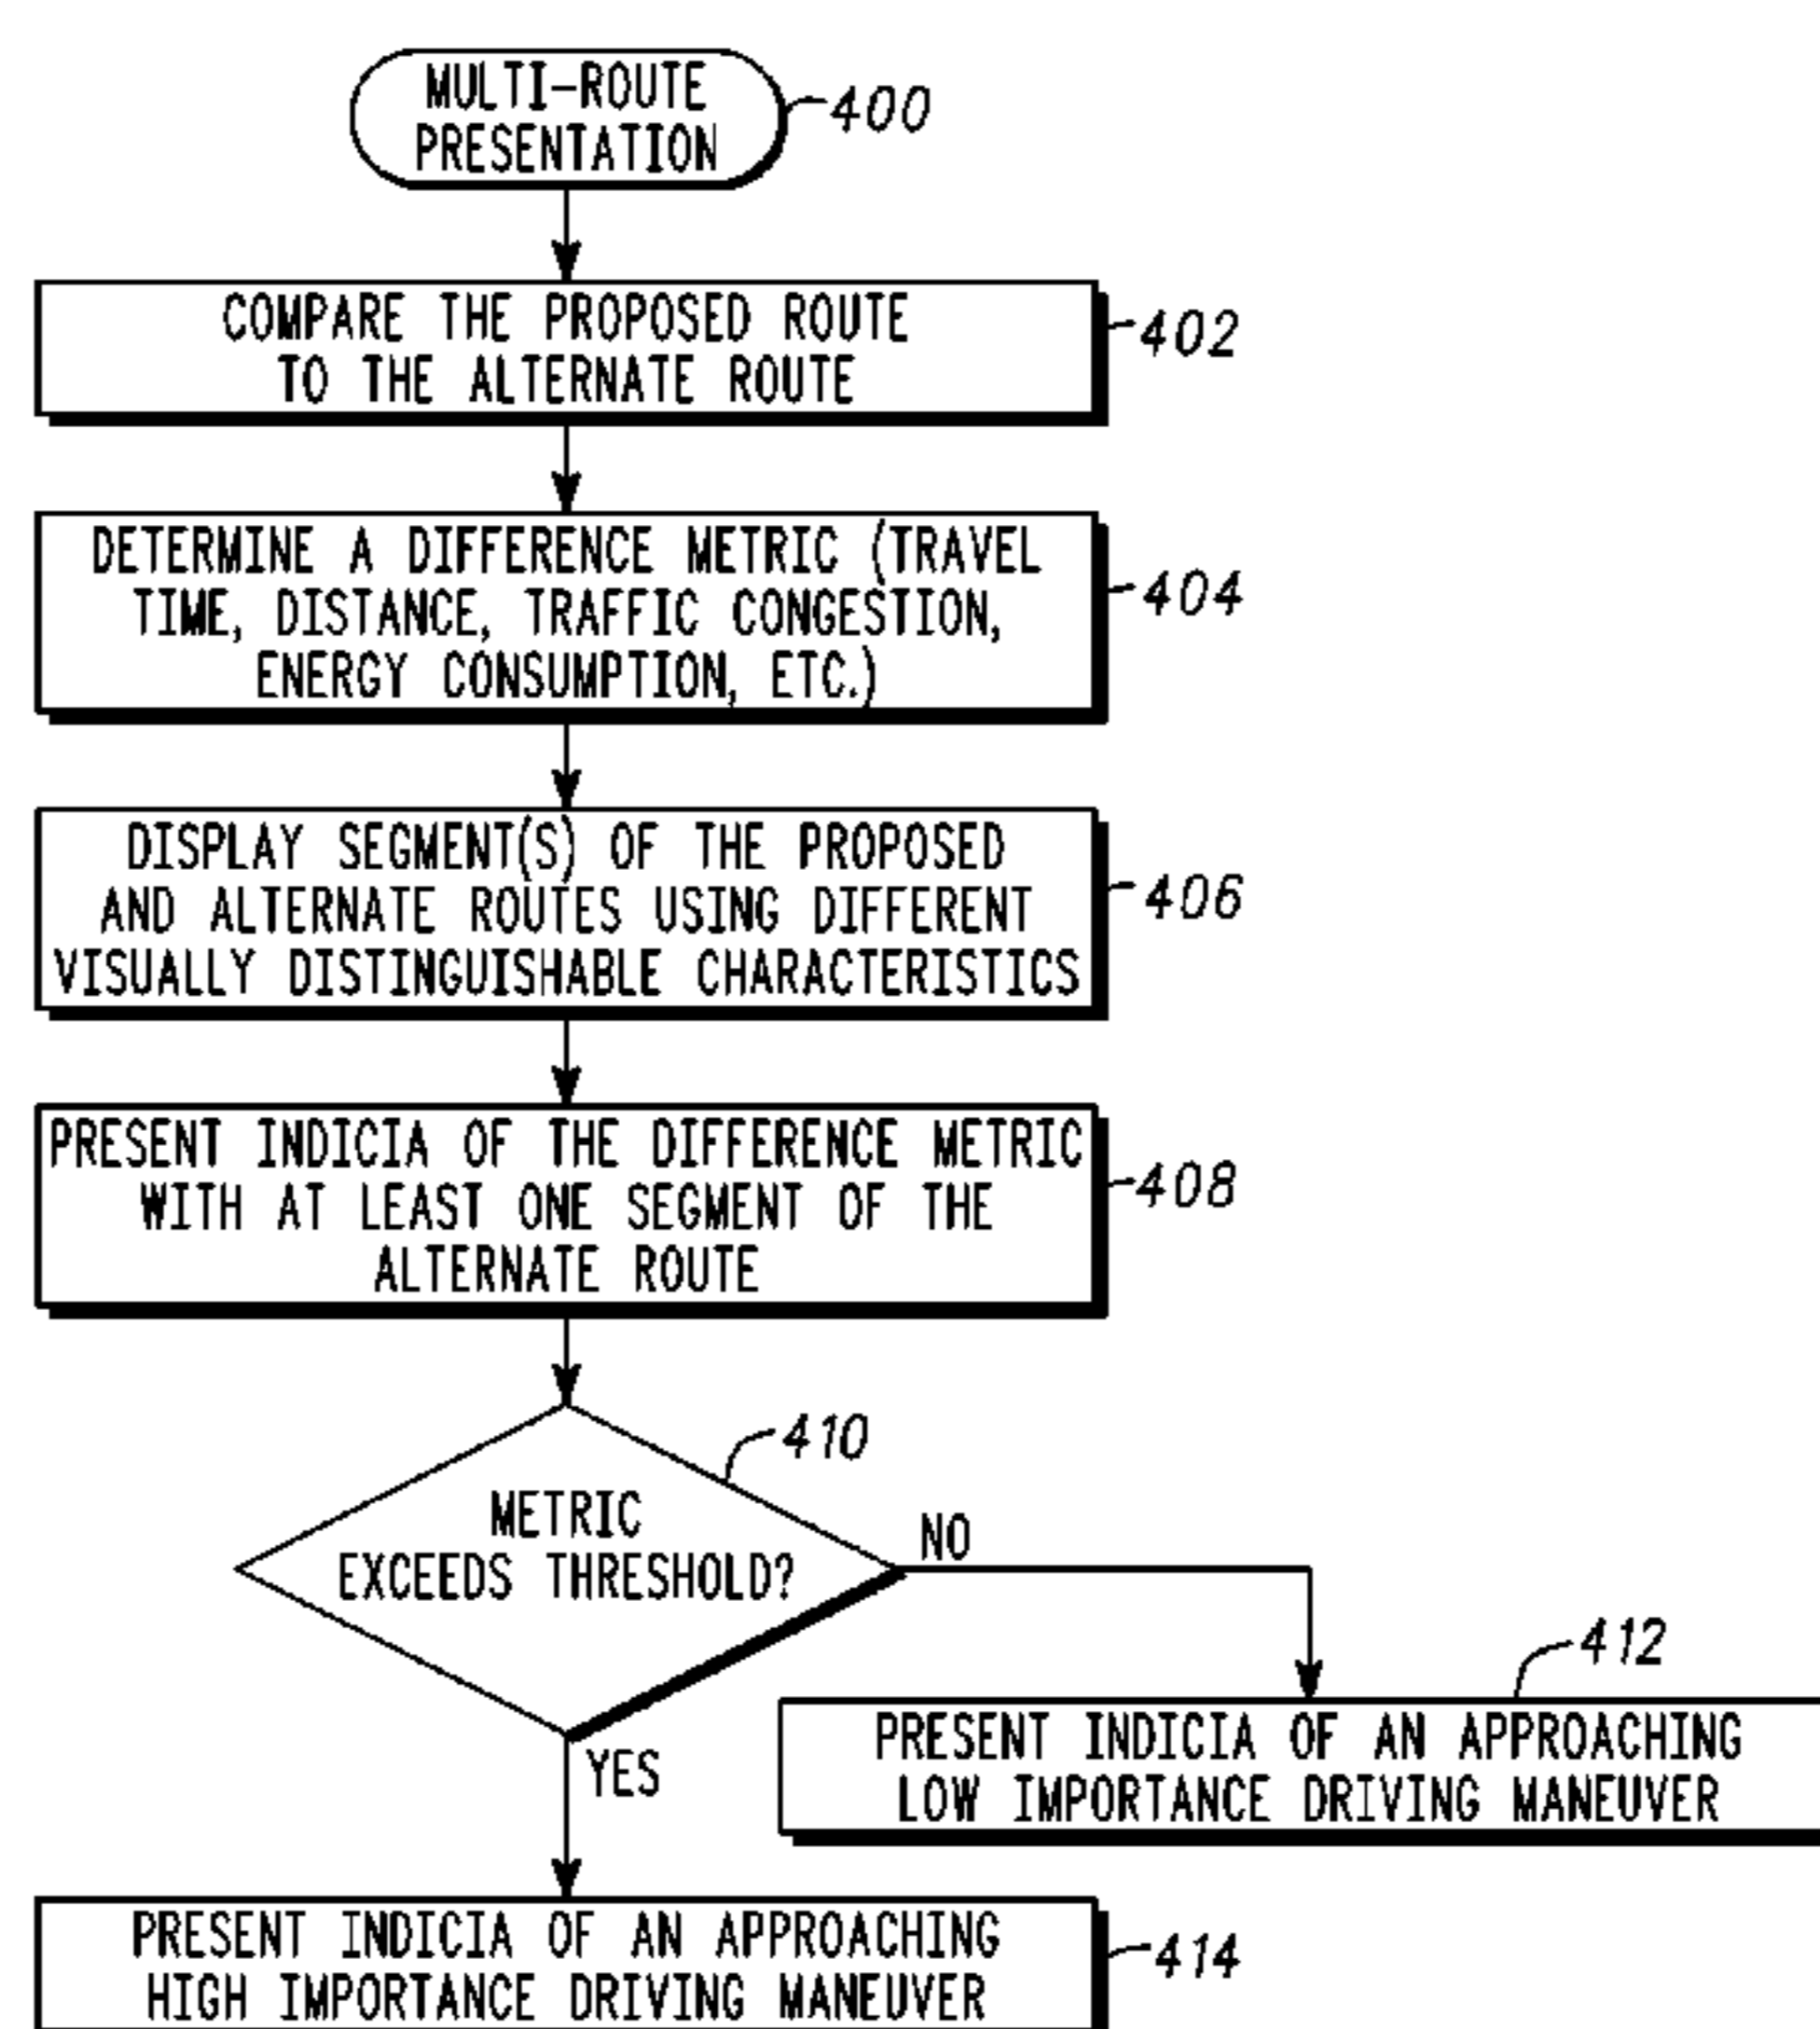 MULTI-ROUTE
PRESENTATION
400
COMPARE THE PROPOSED ROUTE
TO THE ALTERNATE ROUTE
402
DETERMINE A DIFFERENCE METRIC (TRAVEL
TIME, DISTANCE, TRAFFIC CONGESTION,
ENERGY CONSUMPTION, ETC.)
404
DISPLAY SEGMENT(S) OF THE PROPOSED
AND ALTERNATE ROUTES USING DIFFERENT
VISUALLY DISTINGUISHABLE CHARACTERISTICS
406
PRESENT INDICIA OF THE DIFFERENCE METRIC
WITH AT LEAST ONE SEGMENT OF THE
ALTERNATE ROUTE
408
410
METRIC
EXCEEDS THRESHOLD?
NO
412
PRESENT INDICIA OF AN APPROACHING
LOW IMPORTANCE DRIVING MANEUVER
YES
PRESENT INDICIA OF AN APPROACHING
HIGH IMPORTANCE DRIVING MANEUVER
414